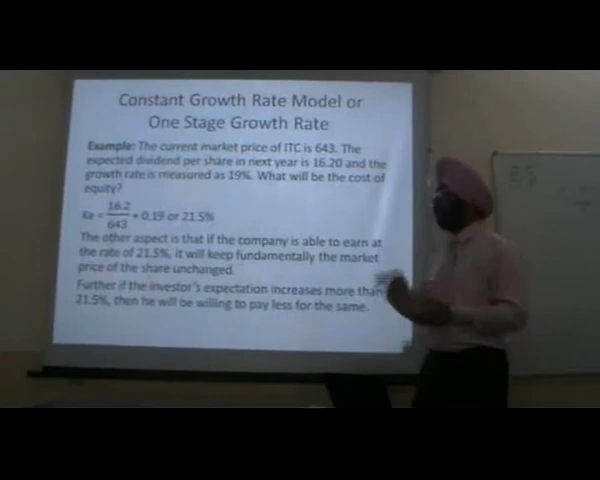 Constant Growth Rate Model or
One Stage Growth Rate
Example: The current market price of ITC is 643. The
expected dividend per share in next year is 16.20 and the
growth rate is measured as 19%. What will be the cost of
equity?
Ke = 16.2/643 + 0.19 or 21.5%
The other aspect is that if the company is able to earn at
the rate of 21.5%, it will keep fundamentally the market
price of the share unchanged.
Further if the investor's expectation increases more than
21.5%, then he will be willing to pay less for the same.